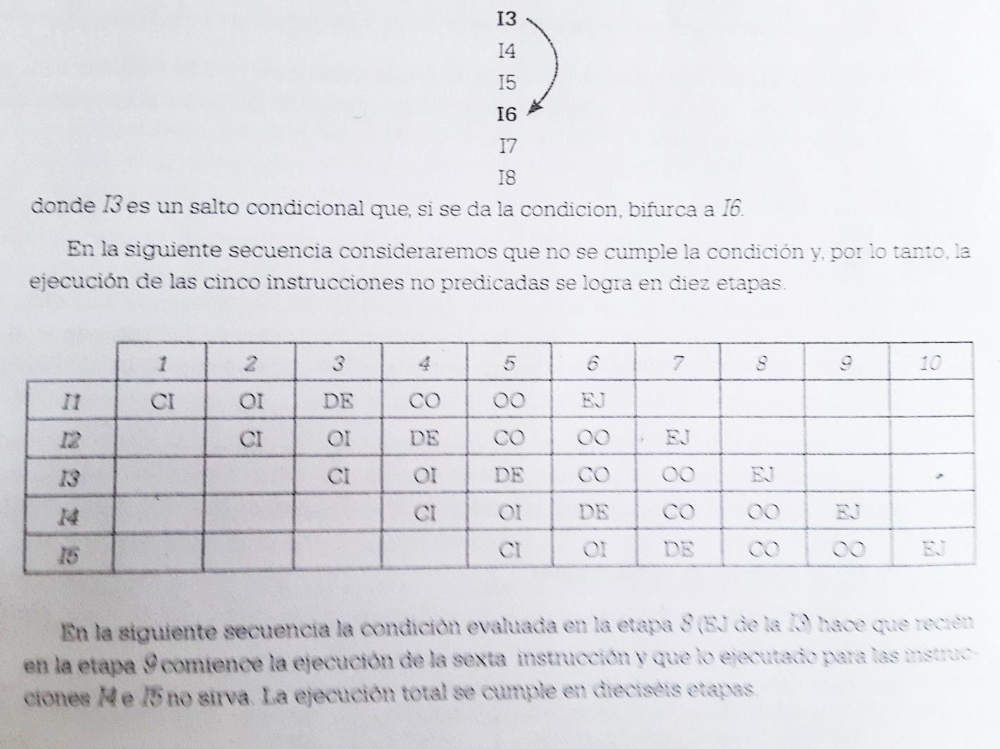 I3
I4
I5
I6
I7
I8
donde I3 es un salto condicional que, si se da la condicion, bifurca a I6.
En la siguiente secuencia consideraremos que no se cumple la condición y, por lo tanto, la
ejecución de las cinco instrucciones no predicadas se logra en diez etapas.
1 2 3 4 5 6 7 8 9 10
I1 CI OI DE CO OO EJ
I2 CI OI DE CO OO EJ
I3 CI OI DE CO OO EJ
I4 CI OI DE CO OO EJ
I5 CI OI DE CO OO EJ
En la siguiente secuencia la condición evaluada en la etapa 8 (EJ de la I3) hace que recién
en la etapa 9 comience la ejecución de la sexta instrucción y que lo ejecutado para las instruc-
ciones I4 e I5 no sirva. La ejecución total se cumple en dieciséis etapas.